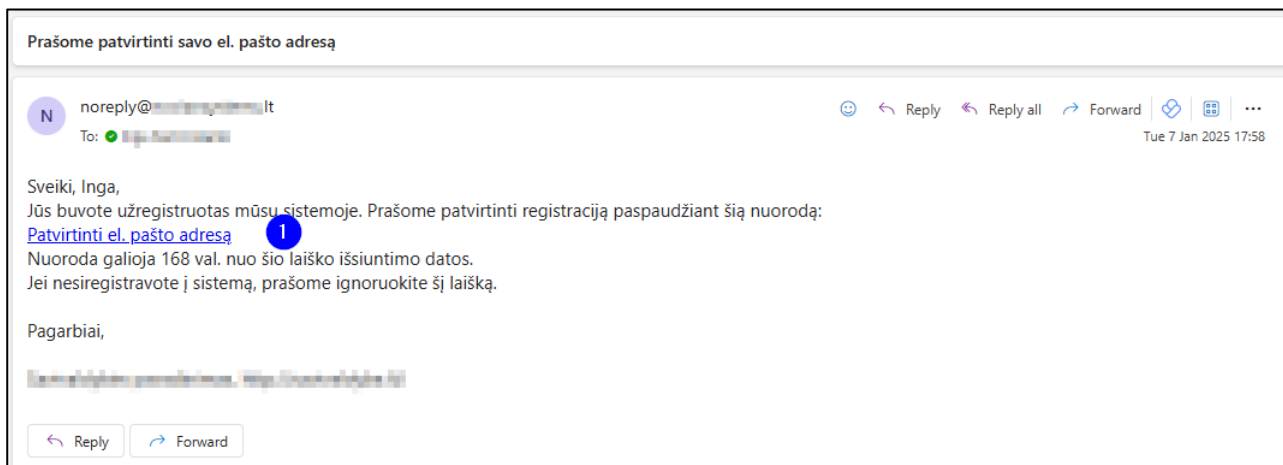 Prašome patvirtinti savo el. pašto adresą
N
noreply@ lt
Reply Reply all Forward
To:
Tue 7 Jan 2025 17:58
Sveiki, Inga,
Jūs buvote užregistruotas mūsų sistemoje. Prašome patvirtinti registraciją paspaudžiant šią nuorodą:
Patvirtinti el. pašto adresą 1
Nuoroda galioja 168 val. nuo šio laiško išsiuntimo datos.
Jei nesiregistravote į sistemą, prašome ignoruokite šį laišką.
Pagarbiai,
Reply Forward